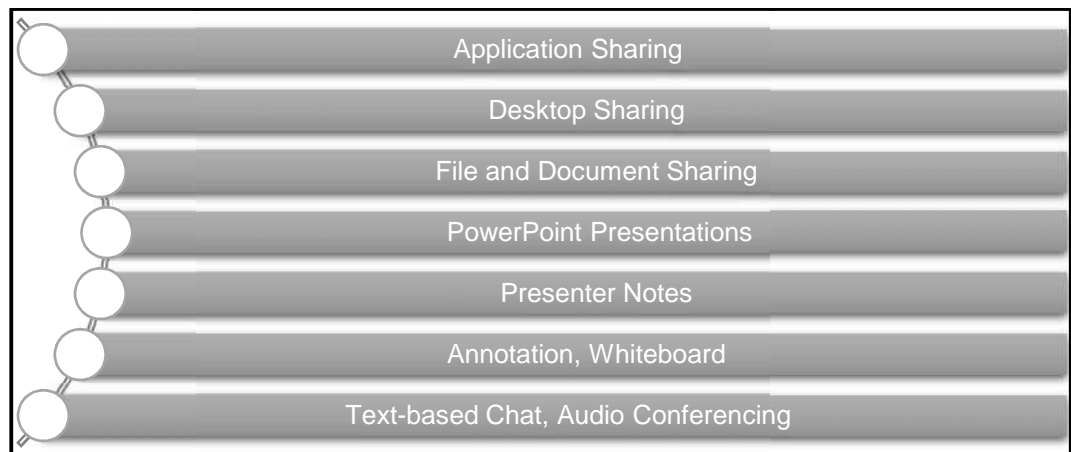 Application Sharing
Desktop Sharing
File and Document Sharing
PowerPoint Presentations
Presenter Notes
Annotation, Whiteboard
Text-based Chat, Audio Conferencing